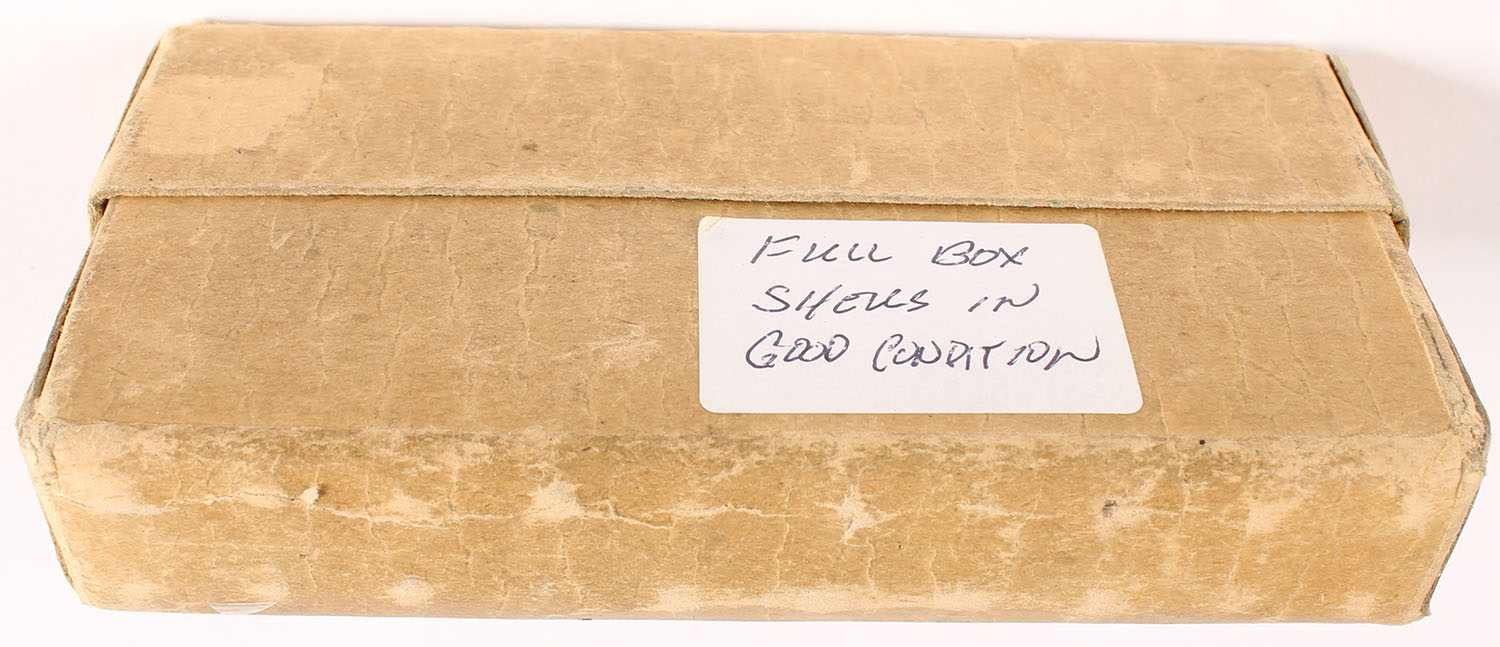 FULL BOX
SHELLS IN
GOOD CONDITION